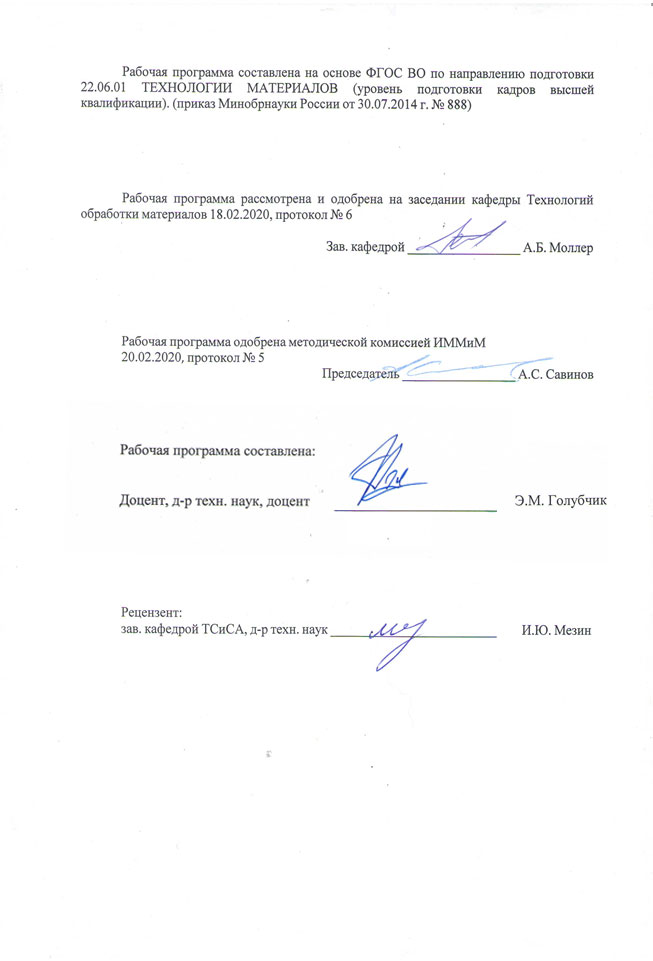 Рабочая программа составлена на основе ФГОС ВО по направлению подготовки
22.06.01 ТЕХНОЛОГИИ МАТЕРИАЛОВ (уровень подготовки кадров высшей
квалификации). (приказ Минобрнауки России от 30.07.2014 г. № 888)
Рабочая программа рассмотрена и одобрена на заседании кафедры Технологий
обработки материалов 18.02.2020, протокол № 6
Зав. кафедрой А.Б. Моллер
Рабочая программа одобрена методической комиссией ИММиМ
20.02.2020, протокол № 5
Председатель А.С. Савинов
Рабочая программа составлена:
Доцент, д-р техн. наук, доцент Э.М. Голубчик
Рецензент:
зав. кафедрой ТСиСА, д-р техн. наук И.Ю. Мезин